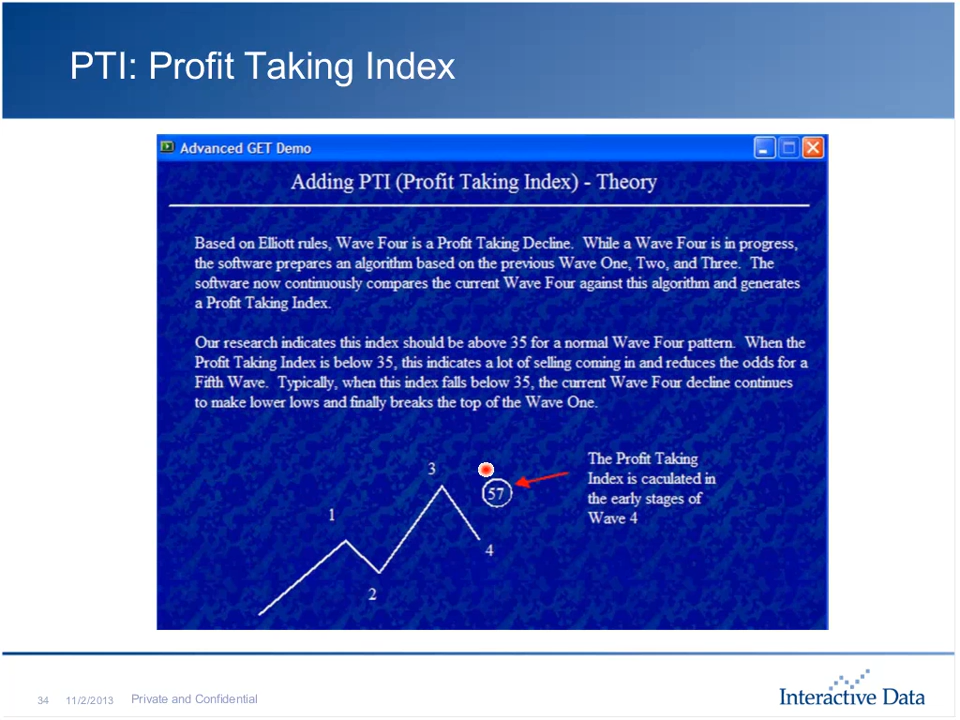 PTI: Profit Taking Index
Advanced GET Demo
Adding PTI (Profit Taking Index) - Theory
Based on Elliott rules, Wave Four is a Profit Taking Decline. While a Wave Four is in progress,
the software prepares an algorithm based on the previous Wave One, Two, and Three. The
software now continuously compares the current Wave Four against this algorithm and generates
a Profit Taking Index.
Our research indicates this index should be above 35 for a normal Wave Four pattern. When the
Profit Taking Index is below 35, this indicates a lot of selling coming in and reduces the odds for a
Fifth Wave. Typically, when this index falls below 35, the current Wave Four decline continues
to make lower lows and finally breaks the top of the Wave One.
The Profit Taking
Index is caculated in
the early stages of
Wave 4
3
57
1
4
2
34 11/2/2013 Private and Confidential
Interactive Data